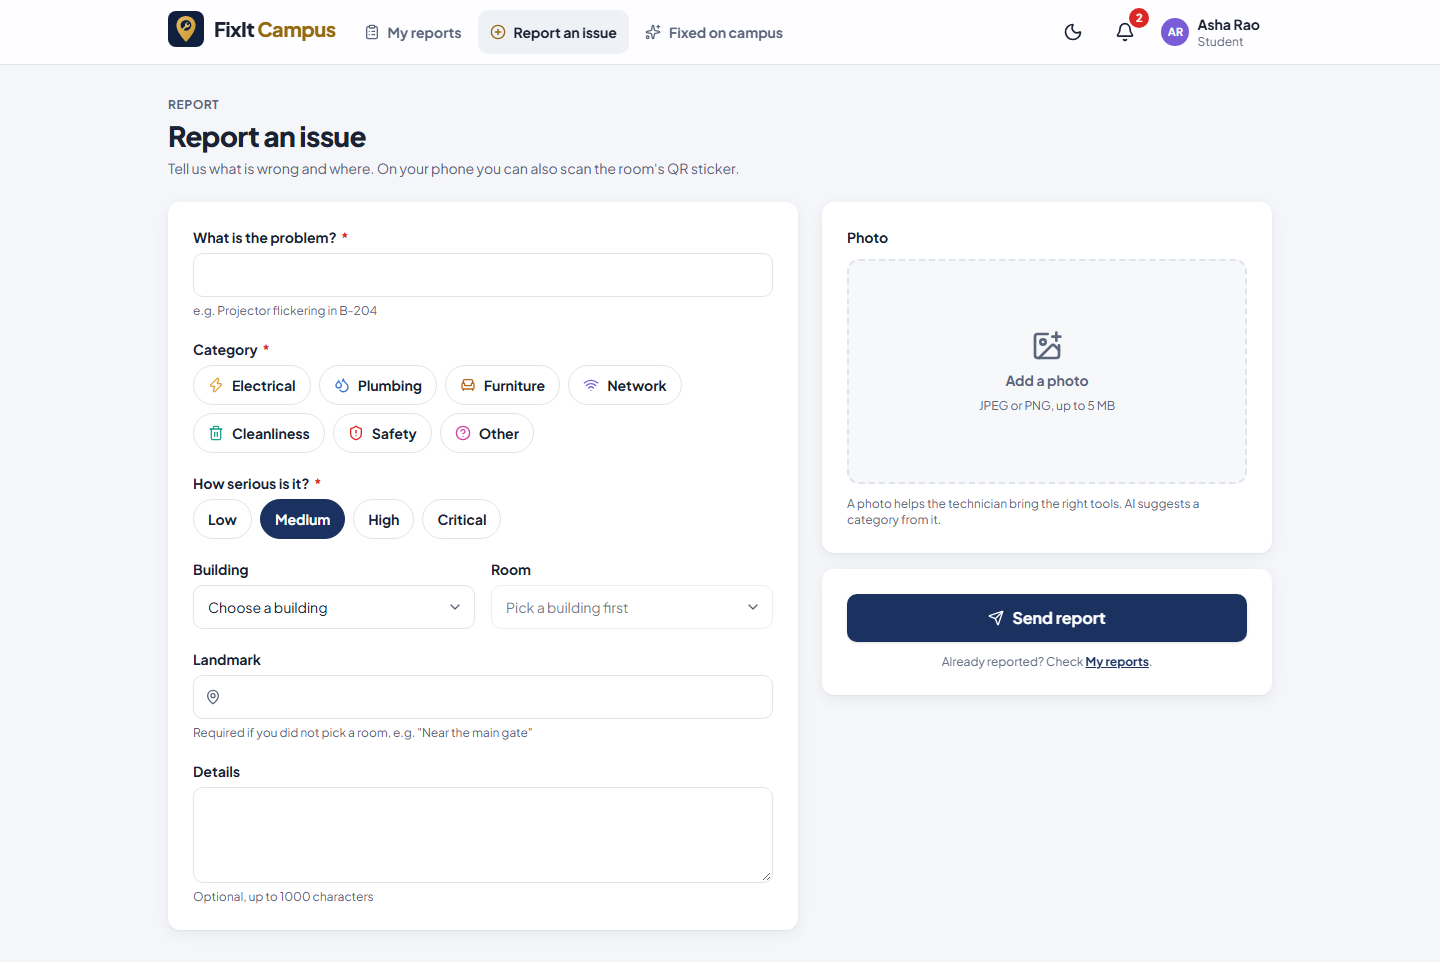 FixIt Campus
My reports
Report an issue
Fixed on campus
2
AR
Asha Rao
Student
REPORT
Report an issue
Tell us what is wrong and where. On your phone you can also scan the room's QR sticker.
What is the problem? *
e.g. Projector flickering in B-204
Category *
Electrical
Plumbing
Furniture
Network
Cleanliness
Safety
Other
How serious is it? *
Low
Medium
High
Critical
Building
Room
Choose a building
Pick a building first
Landmark
Required if you did not pick a room, e.g. "Near the main gate"
Details
Optional, up to 1000 characters
Photo
Add a photo
JPEG or PNG, up to 5 MB
A photo helps the technician bring the right tools. AI suggests a
category from it.
Send report
Already reported? Check My reports.